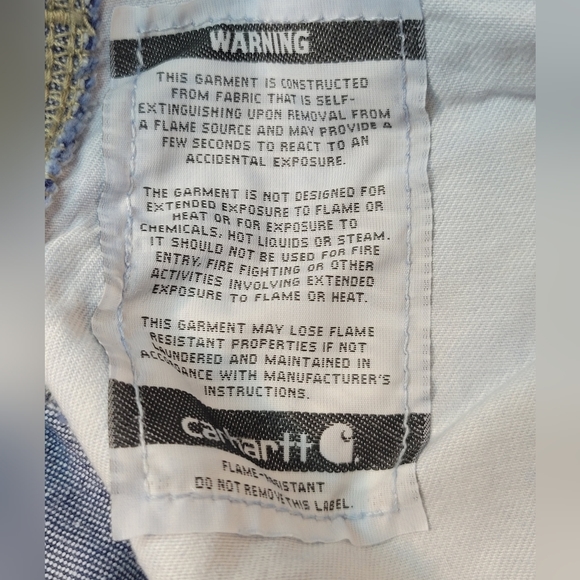 WARNING
THIS GARMENT IS CONSTRUCTED
FROM FABRIC THAT IS SELF-
EXTINGUISHING UPON REMOVAL FROM
A FLAME SOURCE AND MAY PROVIDE A
FEW SECONDS TO REACT TO AN
ACCIDENTAL EXPOSURE.
THE GARMENT IS NOT DESIGNED FOR
EXTENDED EXPOSURE TO FLAME OR
HEAT OR FOR EXPOSURE TO
CHEMICALS, HOT LIQUIDS OR STEAM.
IT SHOULD NOT BE USED FOR FIRE
ENTRY, FIRE FIGHTING OR OTHER
ACTIVITIES INVOLVING EXTENDED
EXPOSURE TO FLAME OR HEAT.
THIS GARMENT MAY LOSE FLAME
RESISTANT PROPERTIES IF NOT
LAUNDERED AND MAINTAINED IN
ACCORDANCE WITH MANUFACTURER'S
INSTRUCTIONS.
carhartt
FLAME-RESISTANT
DO NOT REMOVE THIS LABEL.